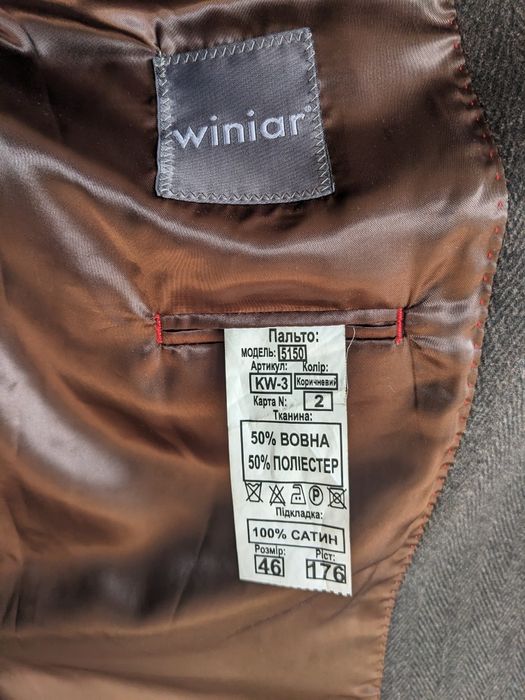 winiar
Пальто:
МОДЕЛЬ: 5150
Артикул: Колір:
KW-3 Коричневий
Карта N: 2
Тканина:
50% ВОВНА
50% ПОЛІЕСТЕР
Підкладка:
100% САТИН
Розмір: Ріст:
46 176